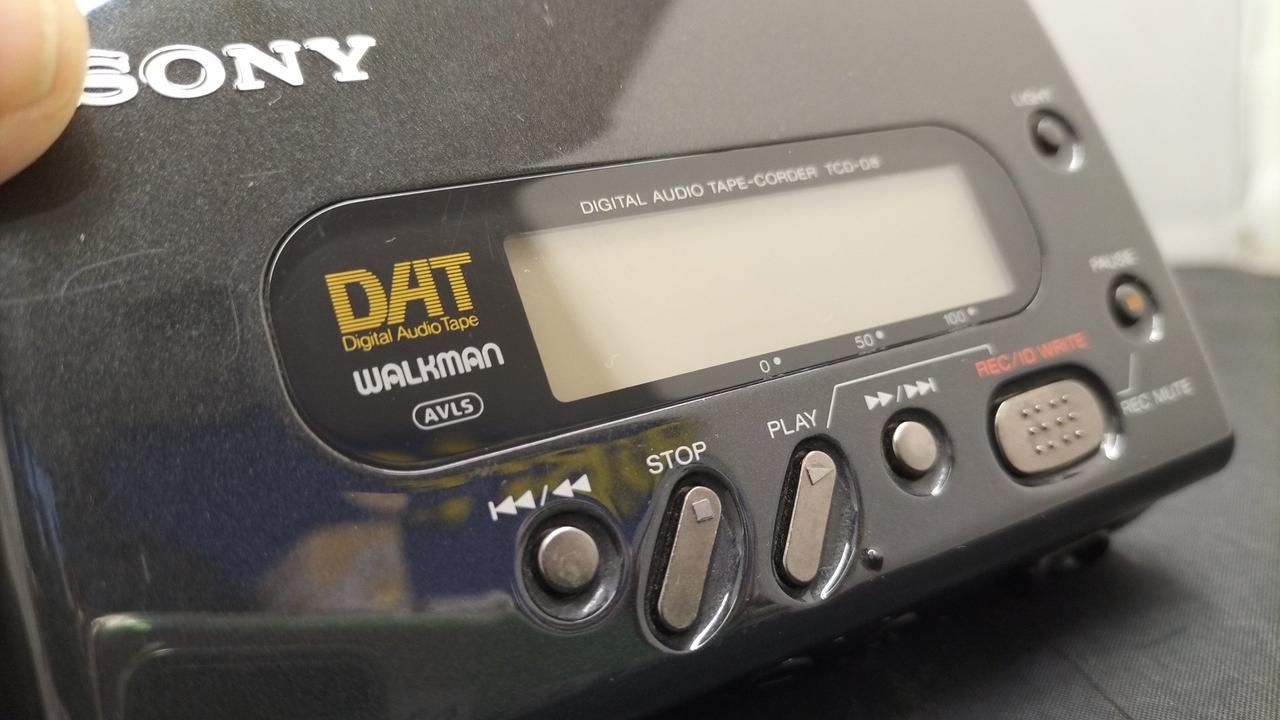 SONY
LIGHT
DIGITAL AUDIO TAPE-CORDER TCD-D8
DAT
Digital Audio Tape
WALKMAN
AVLS
0 50 100
PAUSE
REC/ID WRITE
REC MUTE
PLAY
STOP